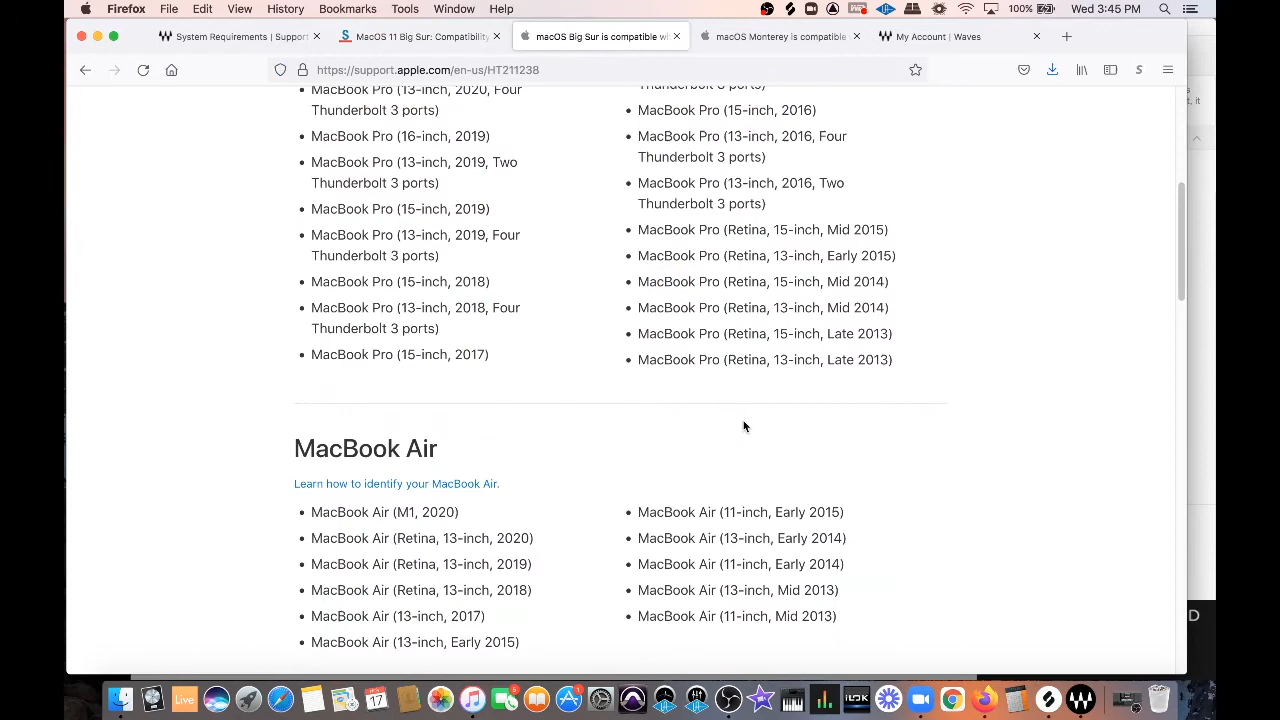 Firefox File Edit View History Bookmarks Tools Window Help 100% Wed 3:45 PM
System Requirements | Support
MacOS 11 Big Sur: Compatibility
macOS Big Sur is compatible wi
macOS Monterey is compatible
My Account | Waves
https://support.apple.com/en-us/HT211238
MacBook Pro (13-inch, 2020, Four
Thunderbolt 3 ports)
MacBook Pro (16-inch, 2019)
MacBook Pro (13-inch, 2019, Two
Thunderbolt 3 ports)
MacBook Pro (15-inch, 2019)
MacBook Pro (13-inch, 2019, Four
Thunderbolt 3 ports)
MacBook Pro (15-inch, 2018)
MacBook Pro (13-inch, 2018, Four
Thunderbolt 3 ports)
MacBook Pro (15-inch, 2017)
Thunderbolt 3 ports)
MacBook Pro (15-inch, 2016)
MacBook Pro (13-inch, 2016, Four
Thunderbolt 3 ports)
MacBook Pro (13-inch, 2016, Two
Thunderbolt 3 ports)
MacBook Pro (Retina, 15-inch, Mid 2015)
MacBook Pro (Retina, 13-inch, Early 2015)
MacBook Pro (Retina, 15-inch, Mid 2014)
MacBook Pro (Retina, 13-inch, Mid 2014)
MacBook Pro (Retina, 15-inch, Late 2013)
MacBook Pro (Retina, 13-inch, Late 2013)
MacBook Air
Learn how to identify your MacBook Air.
MacBook Air (M1, 2020)
MacBook Air (Retina, 13-inch, 2020)
MacBook Air (Retina, 13-inch, 2019)
MacBook Air (Retina, 13-inch, 2018)
MacBook Air (13-inch, 2017)
MacBook Air (13-inch, Early 2015)
MacBook Air (11-inch, Early 2015)
MacBook Air (13-inch, Early 2014)
MacBook Air (11-inch, Early 2014)
MacBook Air (13-inch, Mid 2013)
MacBook Air (11-inch, Mid 2013)
D
Live
17
iLOK